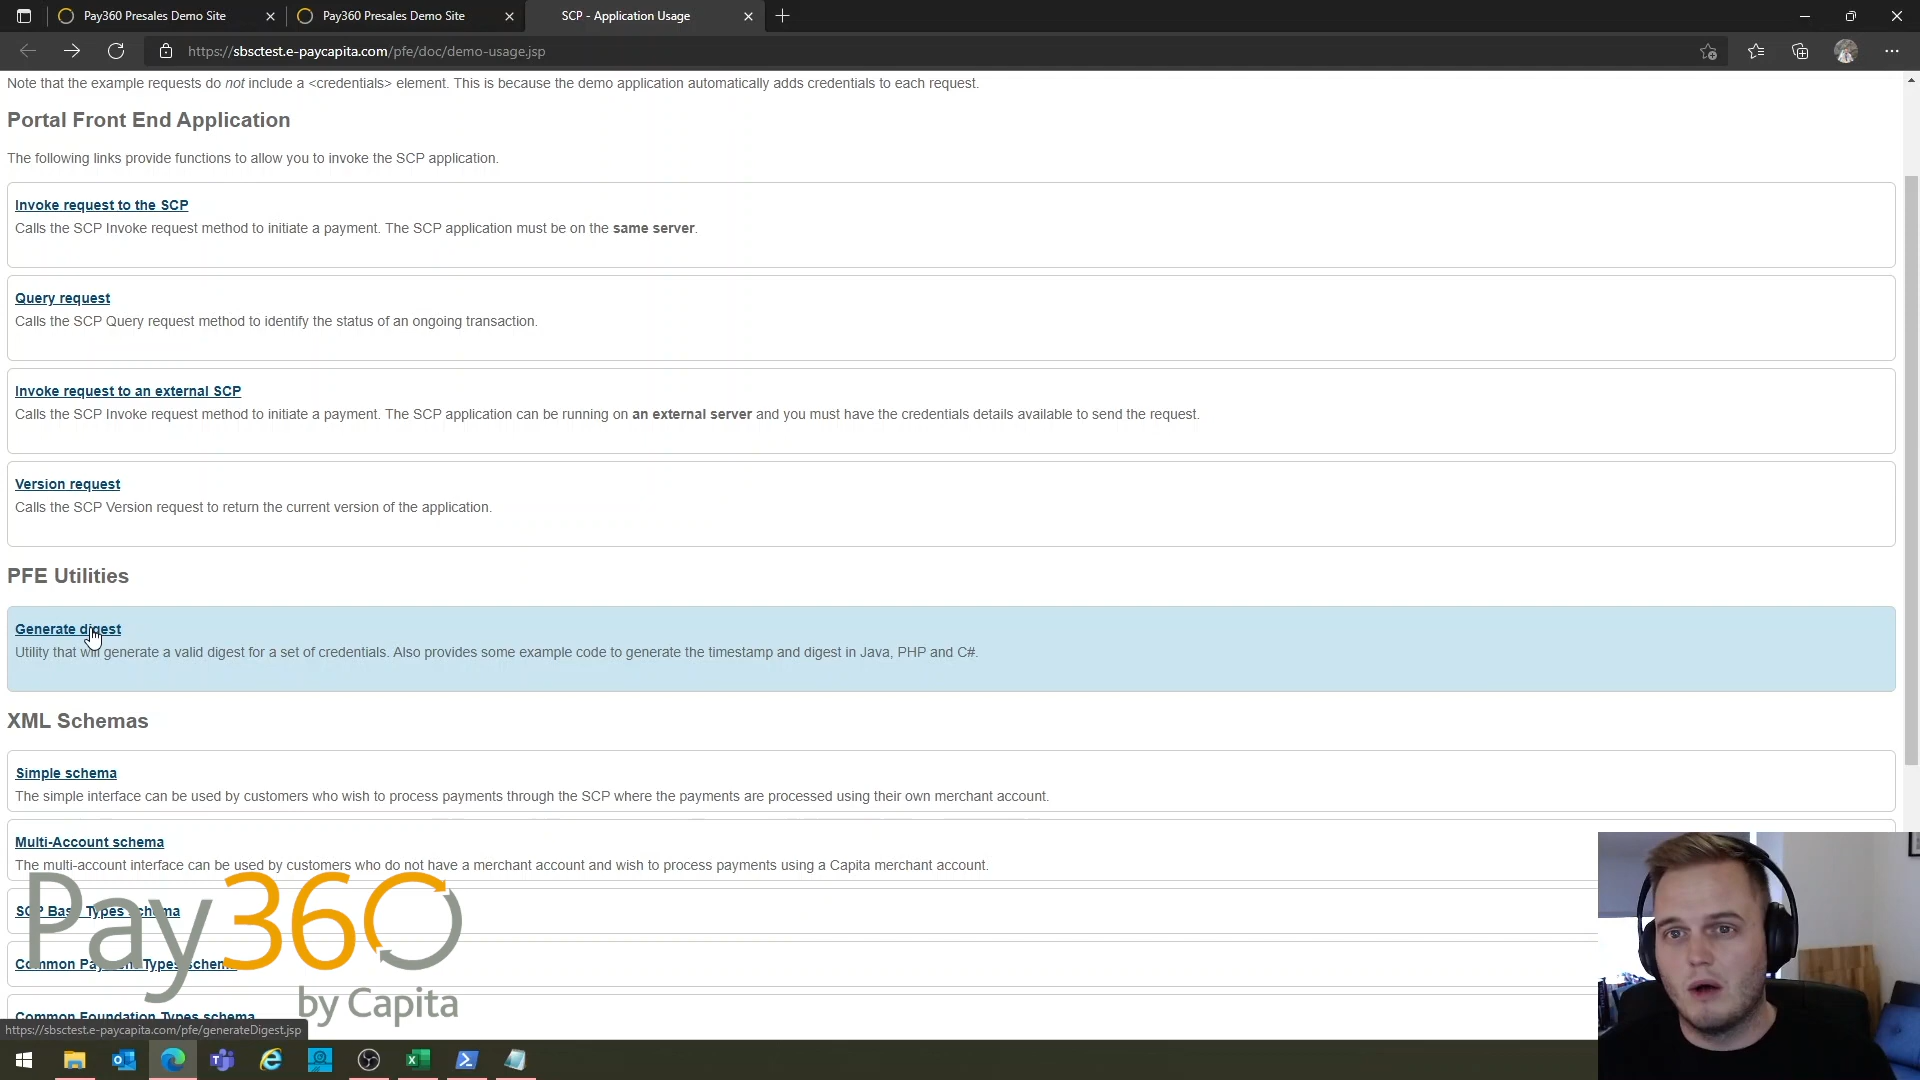 Pay360 Presales Demo Site
Pay360 Presales Demo Site
SCP - Application Usage
https://sbsctest.e-paycapita.com/pfe/doc/demo-usage.jsp
Note that the example requests do not include a <credentials> element. This is because the demo application automatically adds credentials to each request.
Portal Front End Application
The following links provide functions to allow you to invoke the SCP application.
Invoke request to the SCP
Calls the SCP Invoke request method to initiate a payment. The SCP application must be on the same server.
Query request
Calls the SCP Query request method to identify the status of an ongoing transaction.
Invoke request to an external SCP
Calls the SCP Invoke request method to initiate a payment. The SCP application can be running on an external server and you must have the credentials details available to send the request.
Version request
Calls the SCP Version request to return the current version of the application.
PFE Utilities
Generate digest
Utility that will generate a valid digest for a set of credentials. Also provides some example code to generate the timestamp and digest in Java, PHP and C#.
XML Schemas
Simple schema
The simple interface can be used by customers who wish to process payments through the SCP where the payments are processed using their own merchant account.
Multi-Account schema
The multi-account interface can be used by customers who do not have a merchant account and wish to process payments using a Capita merchant account.
SCP Base Types schema
Common Payment Types schema
Common Foundation Types schema
Pay360
by Capita
https://sbsctest.e-paycapita.com/pfe/generateDigest.jsp